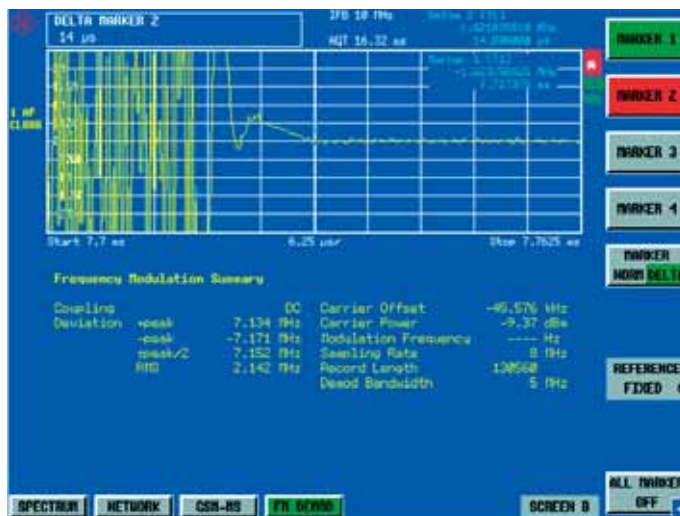 DELTA MARKER 2
14 µs
IFB 10 MHz
AQT 16.32 ms
MARKER 1
MARKER 2
MARKER 3
MARKER 4
MARKER
NORM DELTA
REFERENCE
FIXED
ALL MARKER
OFF
1 AP
CLRWR
A
Start 7.7 ms
6.25 µs/
Stop 7.7625 ms
Frequency Modulation Summary
Coupling DC
Deviation +peak 7.134 MHz
-peak -7.171 MHz
±peak/2 7.152 MHz
RMS 2.142 MHz
Carrier Offset -45.576 kHz
Carrier Power -9.37 dBm
Modulation Frequency ---- Hz
Sampling Rate 8 MHz
Record Length 130560
Demod Bandwidth 5 MHz
SPECTRUM
NETWORK
GSM-MS
FM DEMOD
SCREEN B